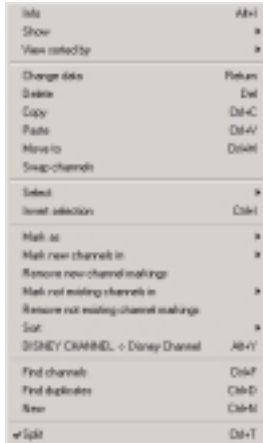 Info Alt+I
Show
View sorted by
Change data Return
Delete Del
Copy Ctrl+C
Paste Ctrl+V
Move to Ctrl+M
Swap channels
Select
Invert selection Ctrl+I
Mark as
Mark new channels in
Remove new channel markings
Mark not existing channels in
Remove not existing channel markings
Sort
DISNEY CHANNEL -> Disney Channel Alt+Y
Find channels Ctrl+F
Find duplicates Ctrl+D
New Ctrl+N
Split Ctrl+T